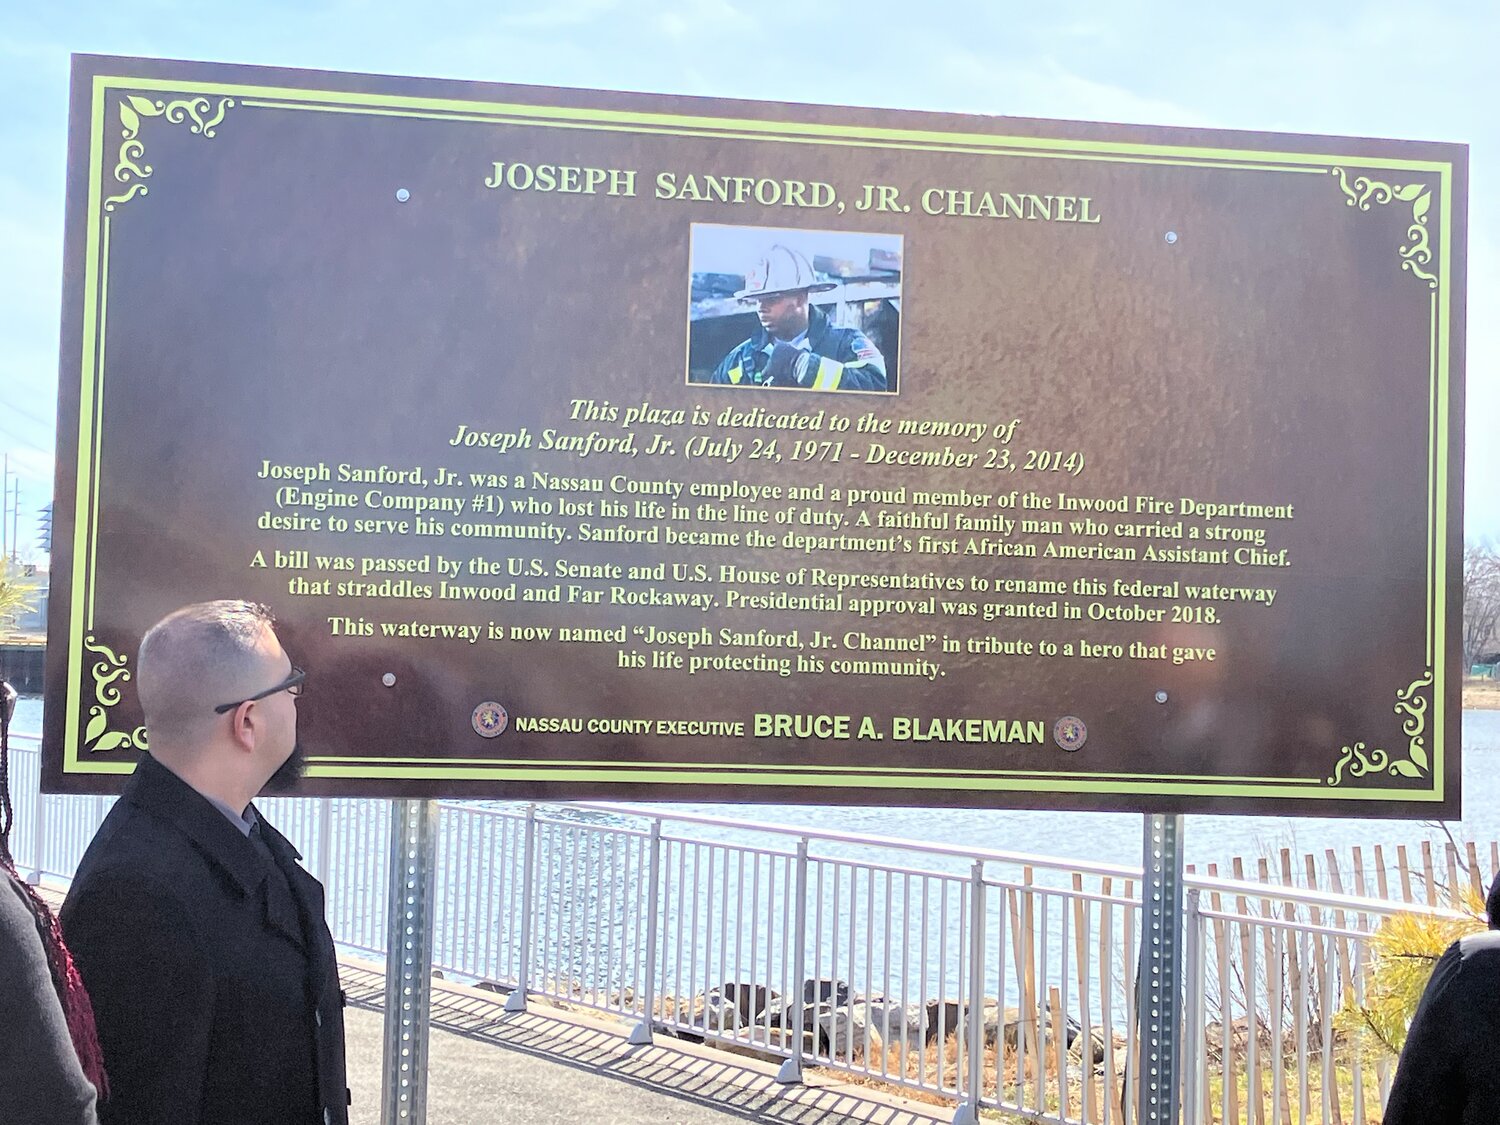 JOSEPH SANFORD, JR. CHANNEL
This plaza is dedicated to the memory of
Joseph Sanford, Jr. (July 24, 1971 - December 23, 2014)
Joseph Sanford, Jr. was a Nassau County employee and a proud member of the Inwood Fire Department
(Engine Company #1) who lost his life in the line of duty. A faithful family man who carried a strong
desire to serve his community. Sanford became the department's first African American Assistant Chief.
A bill was passed by the U.S. Senate and U.S. House of Representatives to rename this federal waterway
that straddles Inwood and Far Rockaway. Presidential approval was granted in October 2018.
This waterway is now named “Joseph Sanford, Jr. Channel” in tribute to a hero that gave
his life protecting his community.
NASSAU COUNTY EXECUTIVE BRUCE A. BLAKEMAN